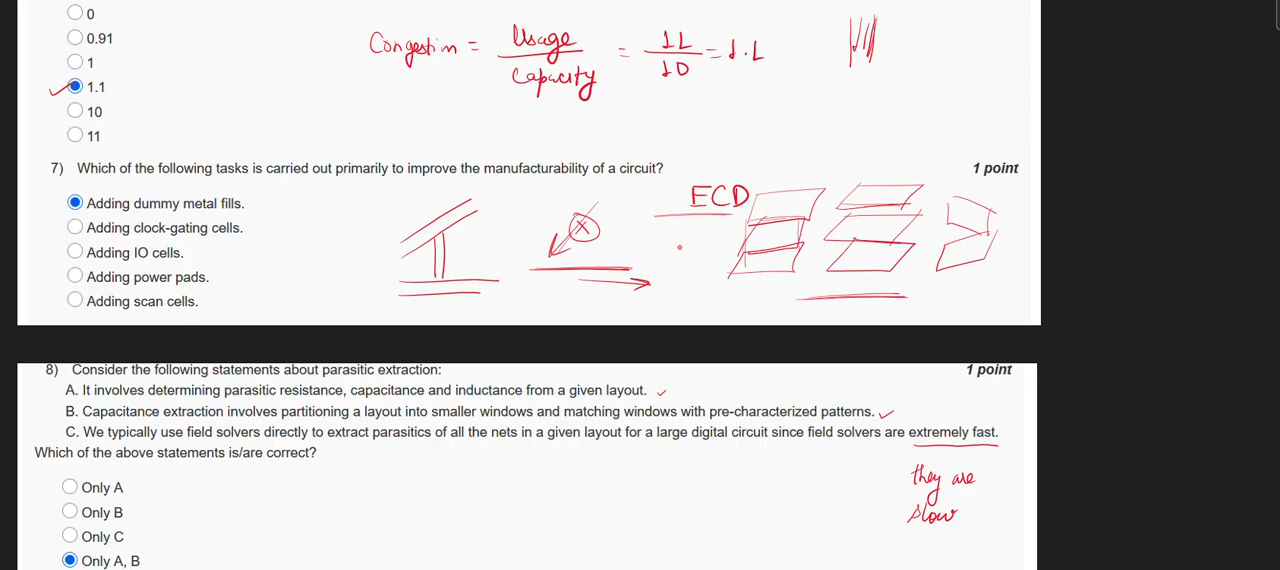 0
0.91
Congestim = Usage / Capacity = 1L / 10 = 1.L
1
1.1
10
11
7) Which of the following tasks is carried out primarily to improve the manufacturability of a circuit? 1 point
ECD
Adding dummy metal fills.
Adding clock-gating cells.
Adding IO cells.
Adding power pads.
Adding scan cells.
8) Consider the following statements about parasitic extraction: 1 point
A. It involves determining parasitic resistance, capacitance and inductance from a given layout.
B. Capacitance extraction involves partitioning a layout into smaller windows and matching windows with pre-characterized patterns.
C. We typically use field solvers directly to extract parasitics of all the nets in a given layout for a large digital circuit since field solvers are extremely fast.
Which of the above statements is/are correct?
they are
slow
Only A
Only B
Only C
Only A, B